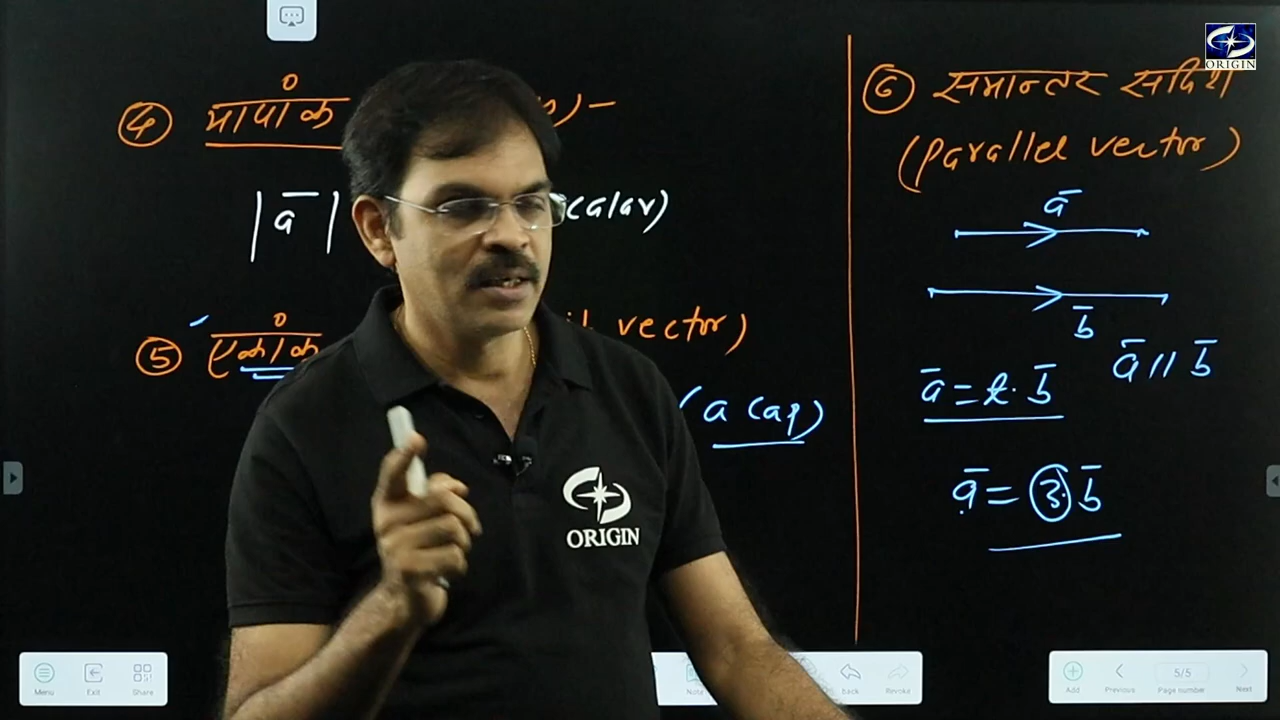 ORIGIN
④ मापांक )-
|a̅| calar)
⑤ एकांक vector)
(a cap)
⑥ समान्तर सदिश
(parallel vector)
a̅
b̅
a̅ || b̅
a̅ = t. b̅
a̅ = 3. b̅
ORIGIN
Menu Exit Share
Note back Revoke
Add Previous 5/5 Page number Next